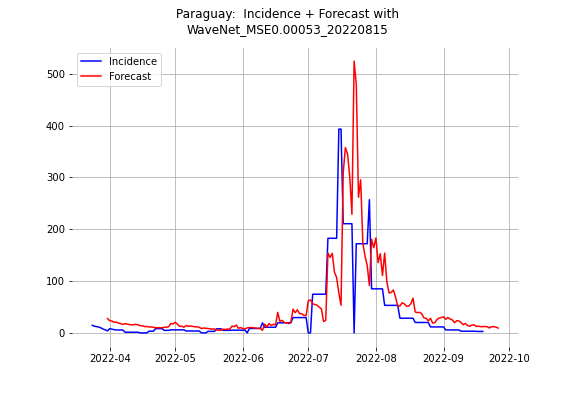 Paraguay:  Incidence + Forecast with
WaveNet_MSE0.00053_20220815
Incidence
Forecast
500
400
300
200
100
0
2022-04 2022-05 2022-06 2022-07 2022-08 2022-09 2022-10